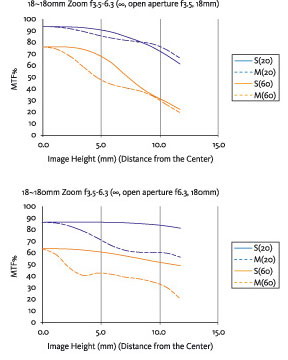 18~180mm Zoom f3.5-6.3 (∞, open aperture f3.5, 18mm)
MTF%
100
90
80
70
60
50
40
30
20
10
0
0.0 5.0 10.0 15.0
Image Height (mm) (Distance from the Center)
S(20)
M(20)
S(60)
M(60)
18~180mm Zoom f3.5-6.3 (∞, open aperture f6.3, 180mm)
MTF%
100
90
80
70
60
50
40
30
20
10
0
0.0 5.0 10.0 15.0
Image Height (mm) (Distance from the Center)
S(20)
M(20)
S(60)
M(60)